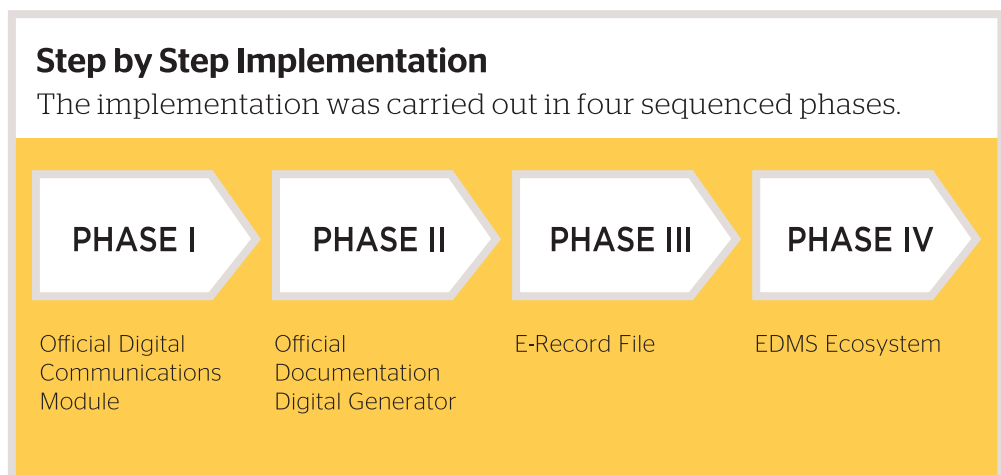 Step by Step Implementation
The implementation was carried out in four sequenced phases.
PHASE I
Official Digital
Communications
Module
PHASE II
Official
Documentation
Digital Generator
PHASE III
E-Record File
PHASE IV
EDMS Ecosystem